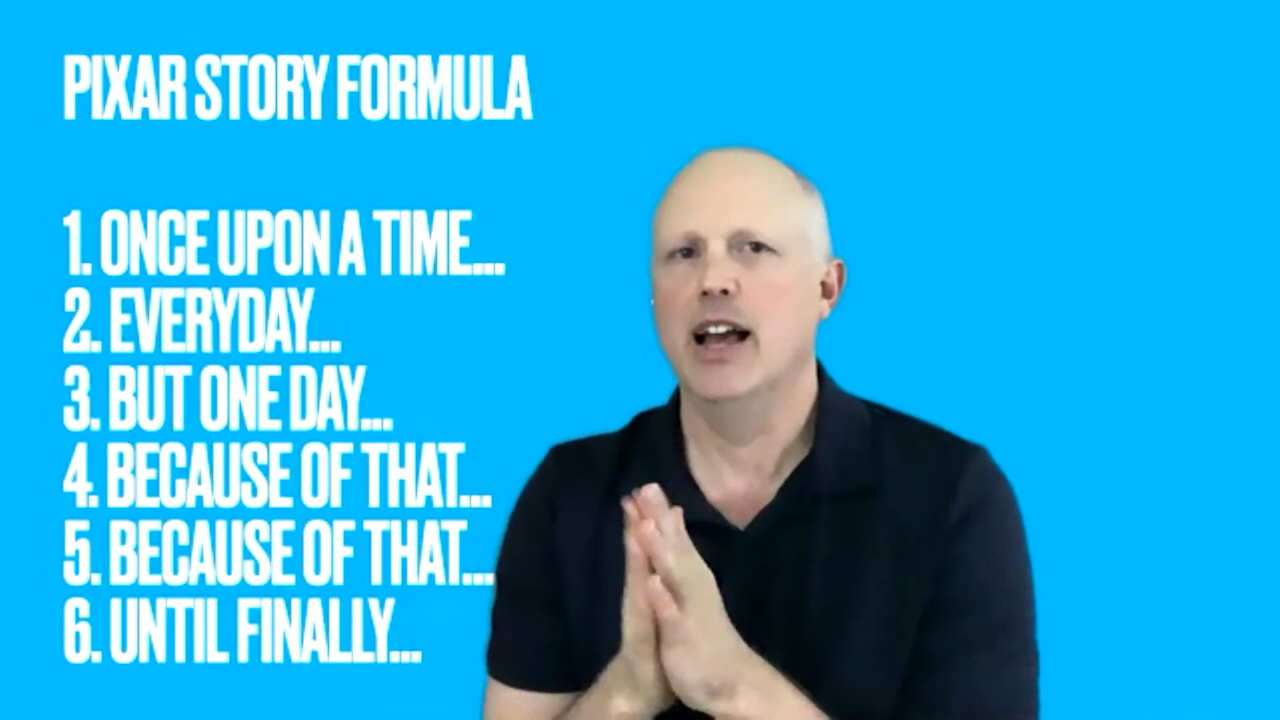 PIXAR STORY FORMULA
1. ONCE UPON A TIME...
2. EVERYDAY...
3. BUT ONE DAY...
4. BECAUSE OF THAT...
5. BECAUSE OF THAT...
6. UNTIL FINALLY...